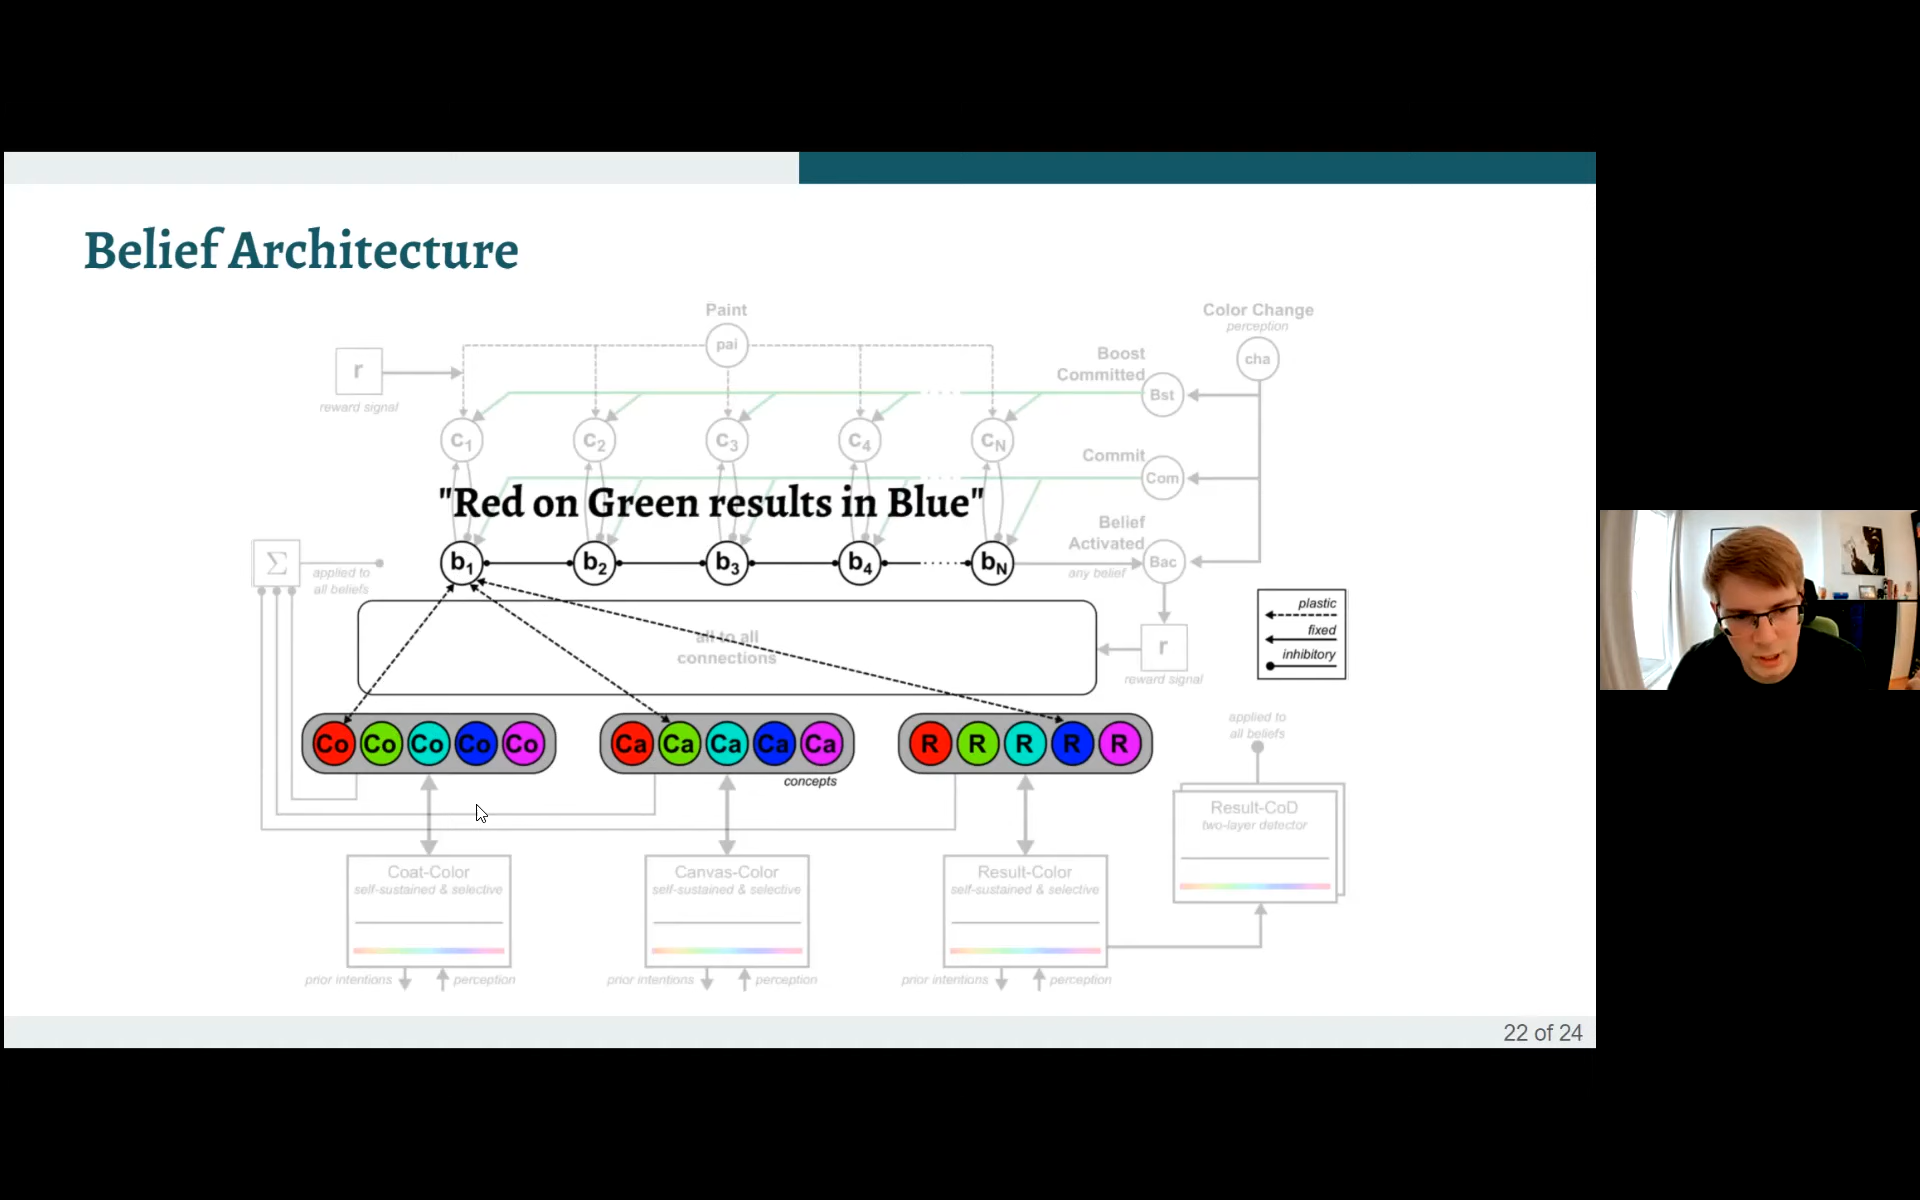 Belief Architecture
Paint
pai
Color Change
perception
cha
r
reward signal
Boost
Committed
Bst
C1
C2
C3
C4
CN
Commit
Com
"Red on Green results in Blue"
Belief
Activated
Bac
any belief
Σ
applied to
all beliefs
b1
b2
b3
b4
bN
all to all
connections
r
reward signal
plastic
fixed
inhibitory
Co Co Co Co Co
Ca Ca Ca Ca Ca
R R R R R
concepts
applied to
all beliefs
Result-CoD
two-layer detector
Coat-Color
self-sustained & selective
Canvas-Color
self-sustained & selective
Result-Color
self-sustained & selective
prior intentions
perception
prior intentions
perception
prior intentions
perception
22 of 24